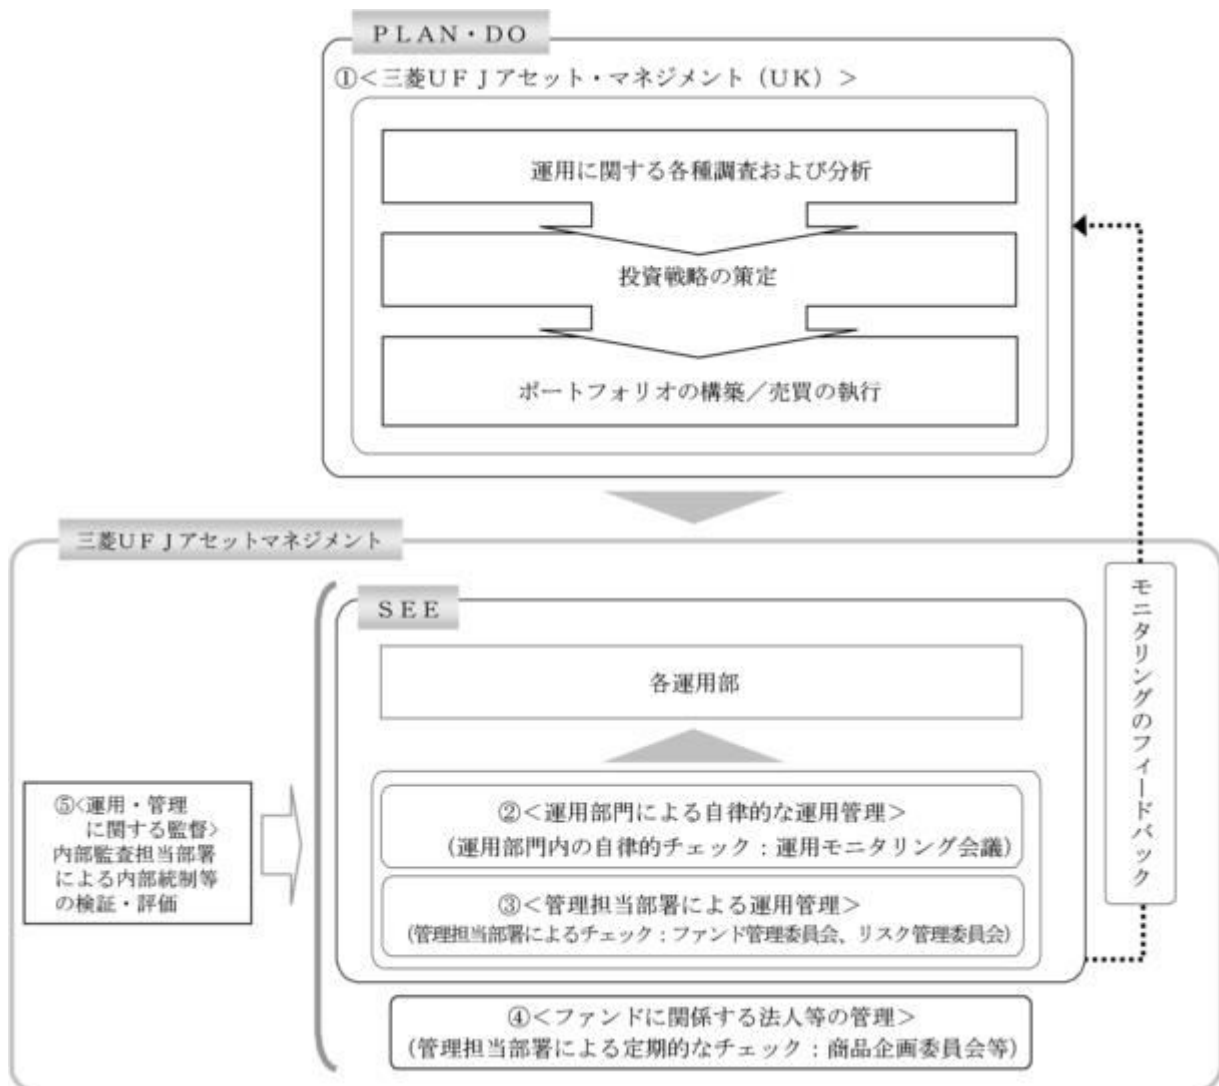 ＰＬＡＮ・ＤＯ
①＜三菱ＵＦＪアセット・マネジメント（ＵＫ）＞
運用に関する各種調査および分析
投資戦略の策定
ポートフォリオの構築／売買の執行
三菱ＵＦＪアセットマネジメント
ＳＥＥ
各運用部
②＜運用部門による自律的な運用管理＞
（運用部門内の自律的チェック：運用モニタリング会議）
③＜管理担当部署による運用管理＞
（管理担当部署によるチェック：ファンド管理委員会、リスク管理委員会）
④＜ファンドに関係する法人等の管理＞
（管理担当部署による定期的なチェック：商品企画委員会等）
⑤＜運用・管理
に関する監督＞
内部監査担当部署
による内部統制等
の検証・評価
モニタリングのフィードバック